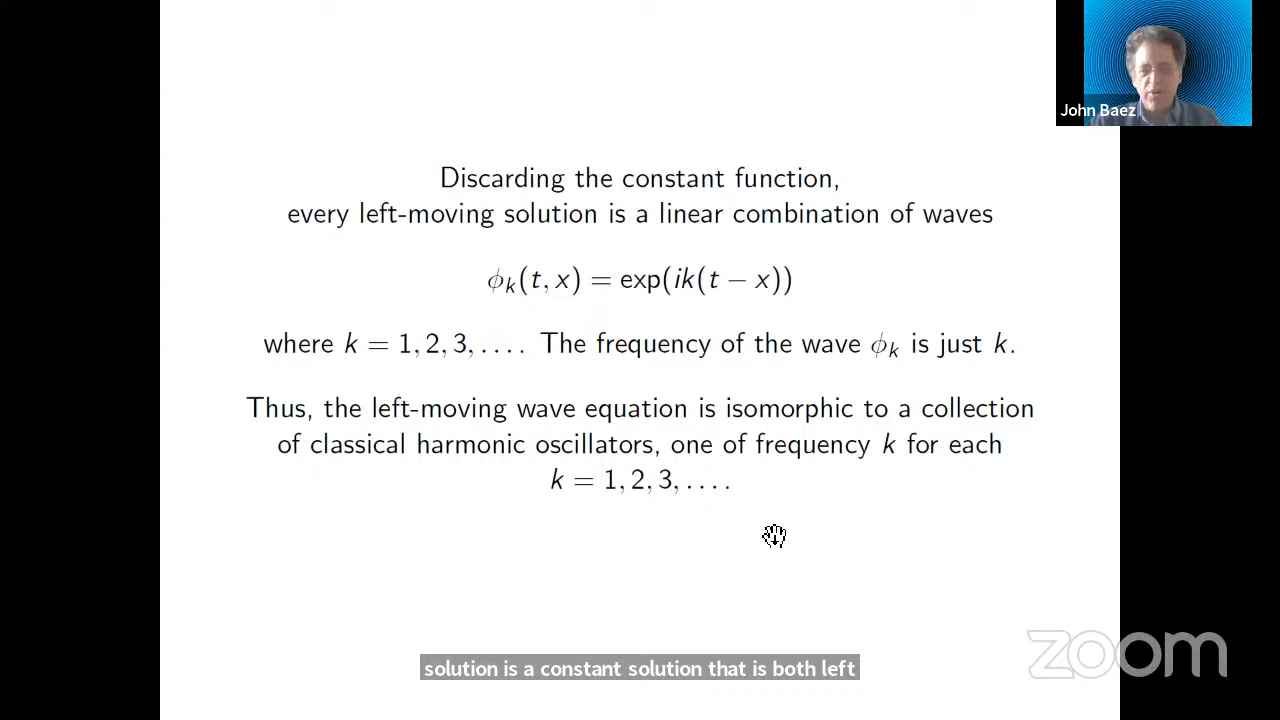 John Baez
Discarding the constant function,
every left-moving solution is a linear combination of waves
ϕₖ(t, x) = exp(ik(t − x))
where k = 1, 2, 3, . . . . The frequency of the wave ϕₖ is just k.
Thus, the left-moving wave equation is isomorphic to a collection
of classical harmonic oscillators, one of frequency k for each
k = 1, 2, 3, . . . .
zoom
solution is a constant solution that is both left